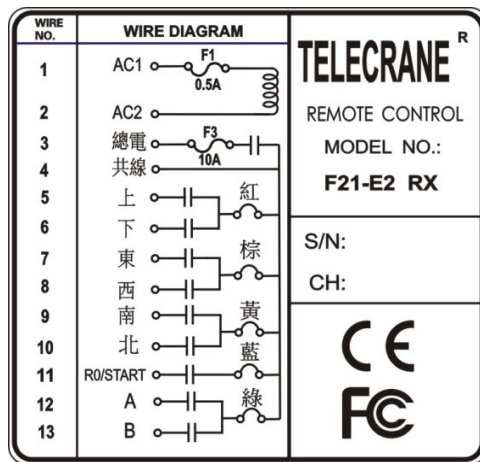 WIRE NO. WIRE DIAGRAM
1 AC1 F1 0.5A
2 AC2
3 總電 F3 10A
4 共線
5 上 紅
6 下
7 東 棕
8 西
9 南 黃
10 北
11 R0/START 藍
12 A 綠
13 B
TELECRANE R
REMOTE CONTROL
MODEL NO.:
F21-E2 RX
S/N:
CH:
CE
FC